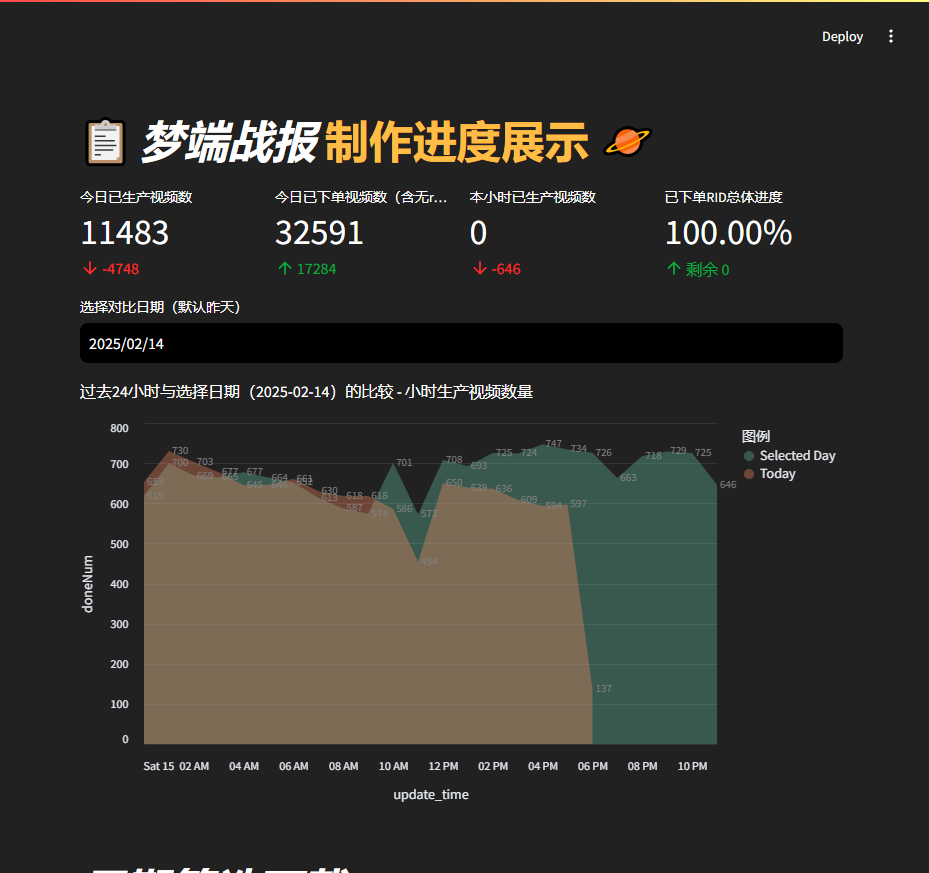 Deploy
梦端战报 制作进度展示
今日已生产视频数
11483
-4748
今日已下单视频数（含无r...
32591
17284
本小时已生产视频数
0
-646
已下单RID总体进度
100.00%
剩余 0
选择对比日期（默认昨天）
2025/02/14
过去24小时与选择日期（2025-02-14）的比较 - 小时生产视频数量
图例
Selected Day
Today
doneNum
800
700
600
500
400
300
200
100
0
730 703 677 677 664 661 630 618 618 701 572 708 693 725 724 747 734 726 663 718 729 725 646
700 669 665 645 646 652 613 587 574 586 454 650 639 636 609 594 597 137
Sat 15 02 AM 04 AM 06 AM 08 AM 10 AM 12 PM 02 PM 04 PM 06 PM 08 PM 10 PM
update_time